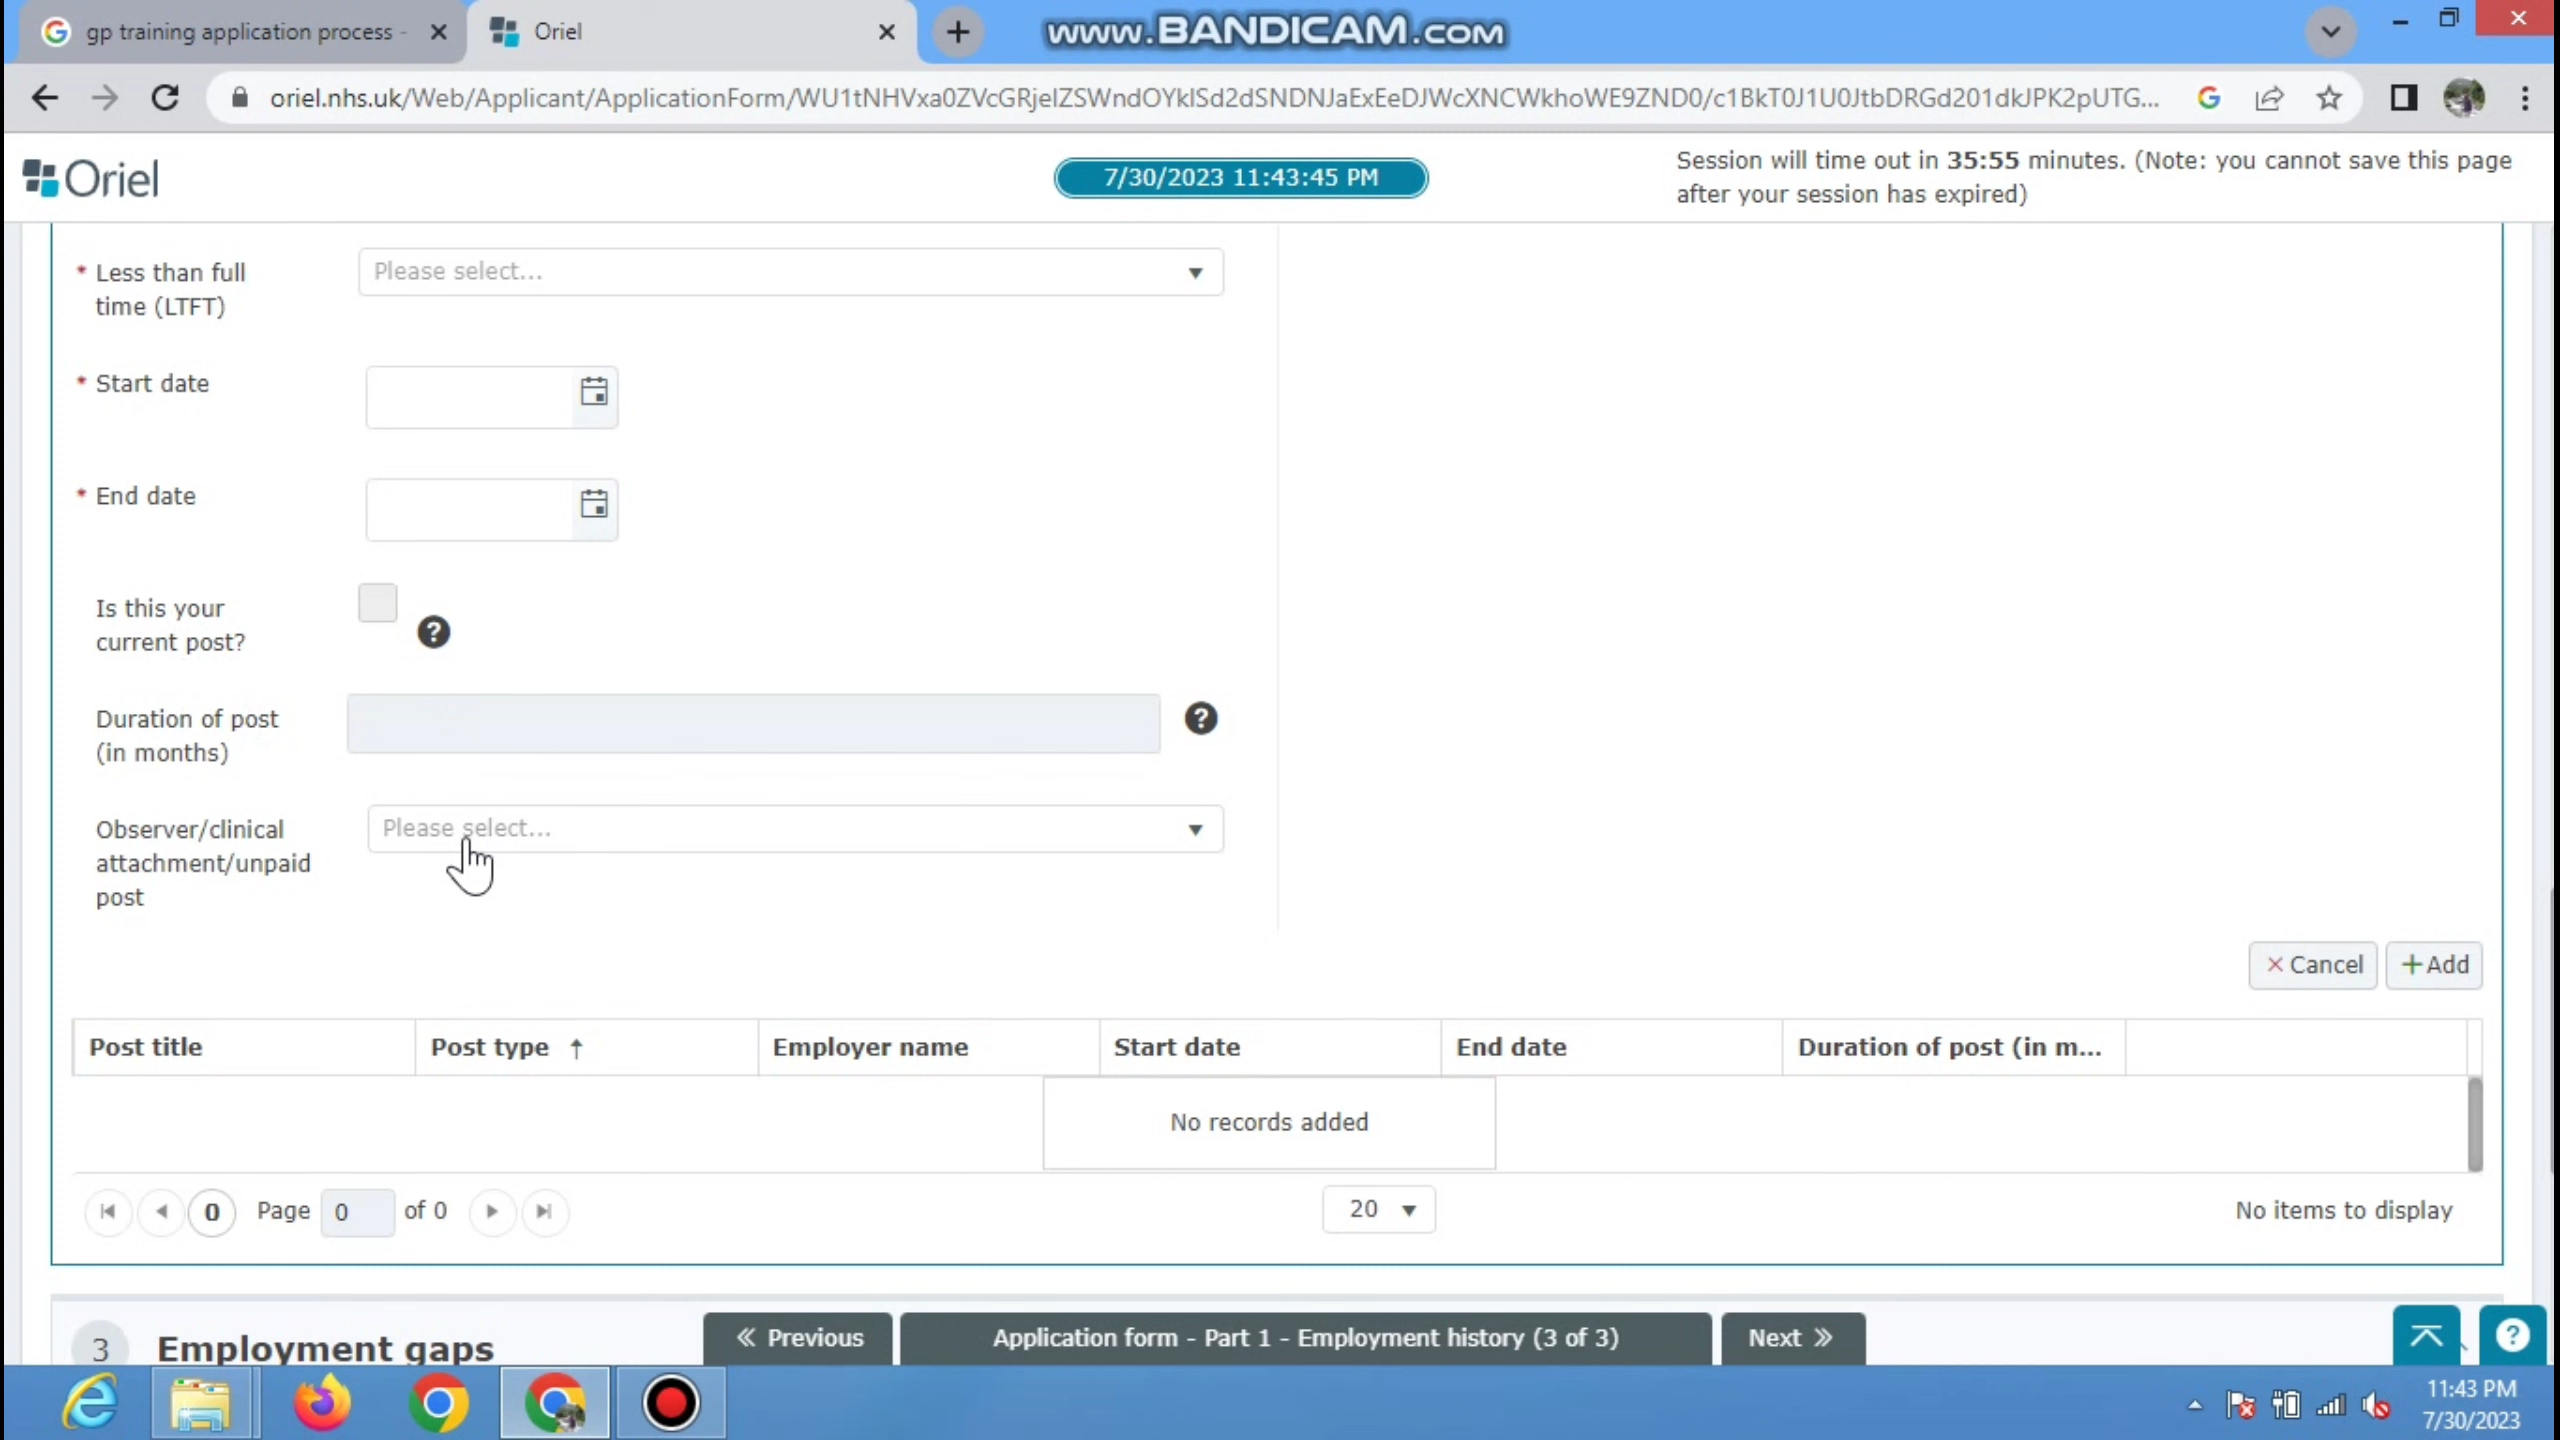 gp training application process -
Oriel
www.BANDICAM.com
oriel.nhs.uk/Web/Applicant/ApplicationForm/
Oriel
7/30/2023 11:43:45 PM
Session will time out in 35:55 minutes. (Note: you cannot save this page
after your session has expired)
* Less than full
time (LTFT)
Please select...
* Start date
* End date
Is this your
current post?
?
Duration of post
(in months)
?
Observer/clinical
attachment/unpaid
post
Please select...
× Cancel
+ Add
Post title
Post type ↑
Employer name
Start date
End date
Duration of post (in m...
No records added
0
Page 0 of 0
20
No items to display
3 Employment gaps
« Previous
Application form - Part 1 - Employment history (3 of 3)
Next »
?
11:43 PM
7/30/2023